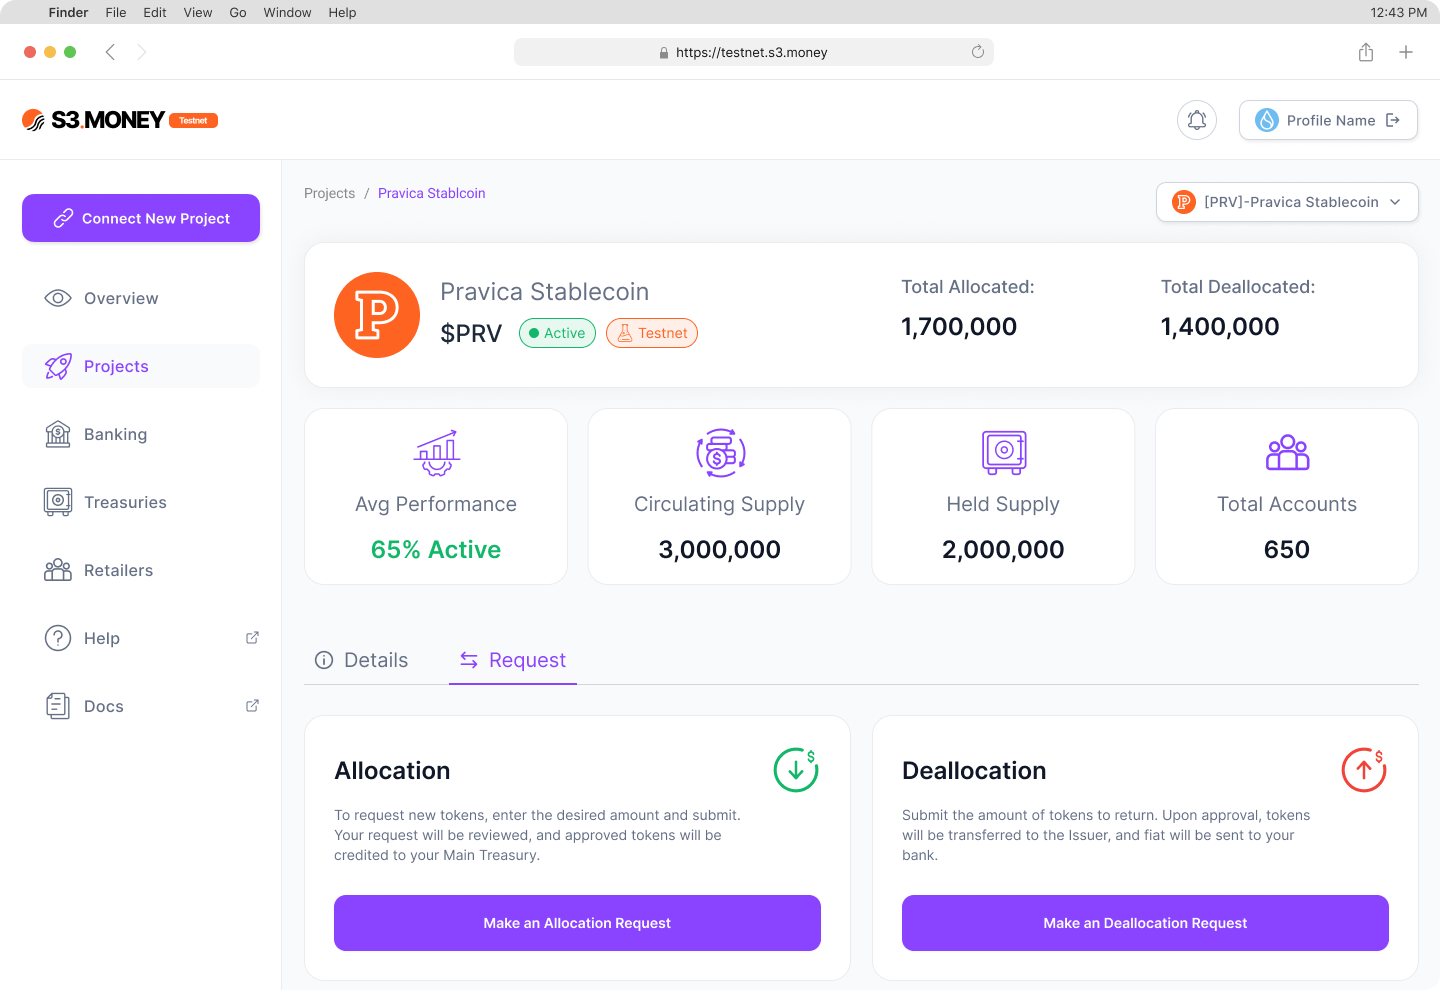 Finder File Edit View Go Window Help 12:43 PM
https://testnet.s3.money
S3.MONEY Testnet
Profile Name
Connect New Project
Overview
Projects
Banking
Treasuries
Retailers
Help
Docs
Projects / Pravica Stablcoin
[PRV]-Pravica Stablecoin
P
Pravica Stablecoin
$PRV Active Testnet
Total Allocated:
1,700,000
Total Deallocated:
1,400,000
Avg Performance
65% Active
Circulating Supply
3,000,000
Held Supply
2,000,000
Total Accounts
650
Details
Request
Allocation
To request new tokens, enter the desired amount and submit.
Your request will be reviewed, and approved tokens will be
credited to your Main Treasury.
Make an Allocation Request
Deallocation
Submit the amount of tokens to return. Upon approval, tokens
will be transferred to the Issuer, and fiat will be sent to your
bank.
Make an Deallocation Request